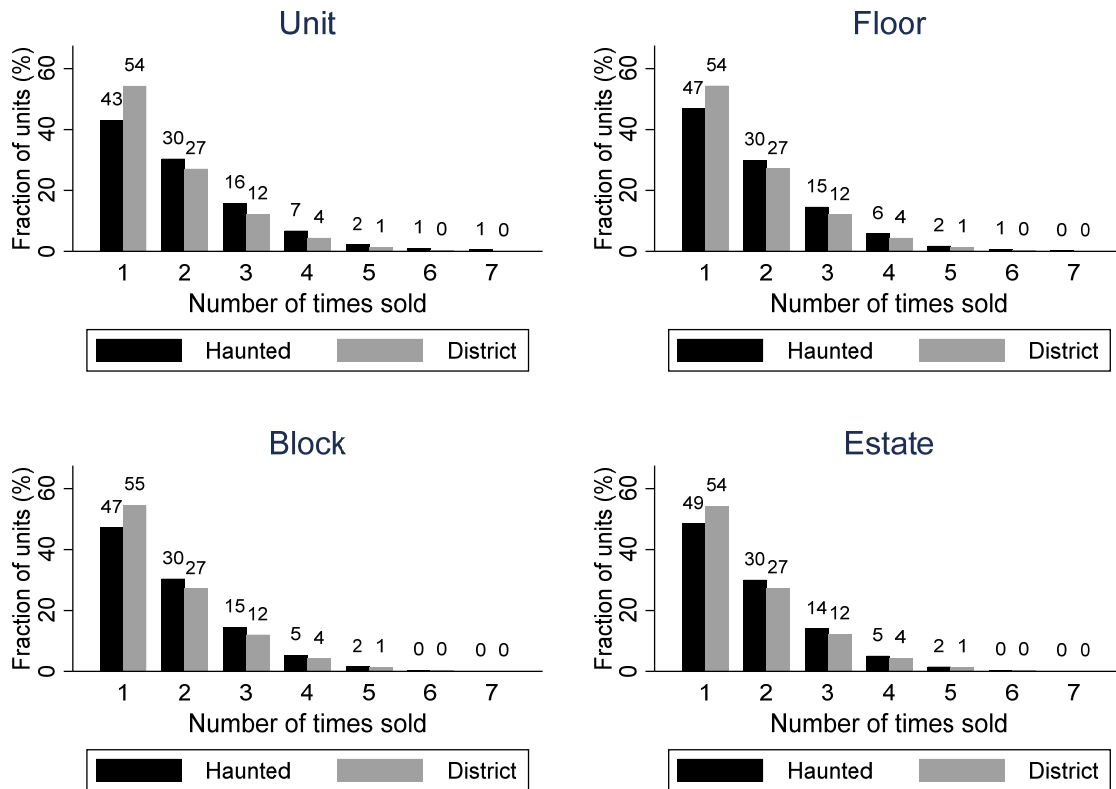 Unit
Fraction of units (%)
0 20 40 60
43 54
30 27
16 12
7 4
2 1
1 0
1 0
1 2 3 4 5 6 7
Number of times sold
Haunted District
Floor
Fraction of units (%)
0 20 40 60
47 54
30 27
15 12
6 4
2 1
1 0
0 0
1 2 3 4 5 6 7
Number of times sold
Haunted District
Block
Fraction of units (%)
0 20 40 60
47 55
30 27
15 12
5 4
2 1
0 0
0 0
1 2 3 4 5 6 7
Number of times sold
Haunted District
Estate
Fraction of units (%)
0 20 40 60
49 54
30 27
14 12
5 4
2 1
0 0
0 0
1 2 3 4 5 6 7
Number of times sold
Haunted District